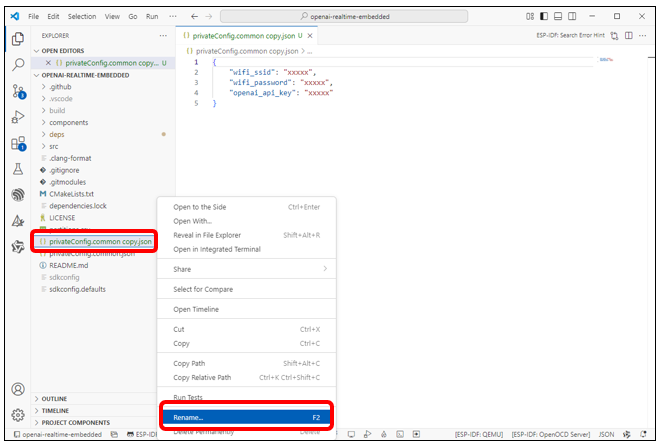 File Edit Selection View Go Run ··· openai-realtime-embedded
EXPLORER ···
OPEN EDITORS
{} privateConfig.common copy.... U
OPENAI-REALTIME-EMBEDDED
.github
.vscode
build
components
deps
src
.clang-format
.gitignore
.gitmodules
CMakeLists.txt
dependencies.lock
LICENSE
{} privateConfig.common copy.json
{} privateConfig.common.json
README.md
sdkconfig
sdkconfig.defaults
OUTLINE
TIMELINE
PROJECT COMPONENTS
{} privateConfig.common copy.json U
ESP-IDF: Search Error Hint
{} privateConfig.common copy.json > ...
1 {
2 "wifi_ssid": "xxxxx",
3 "wifi_password": "xxxxx",
4 "openai_api_key": "xxxxx"
5 }
Open to the Side Ctrl+Enter
Open With...
Reveal in File Explorer Shift+Alt+R
Open in Integrated Terminal
Share
Select for Compare
Open Timeline
Cut Ctrl+X
Copy Ctrl+C
Copy Path Shift+Alt+C
Copy Relative Path Ctrl+K Ctrl+Shift+C
Run Tests
Rename... F2
Delete Permanently Delete
openai-realtime-embedded ESP-ID [ESP-IDF: QEMU] [ESP-IDF: OpenOCD Server] JSON